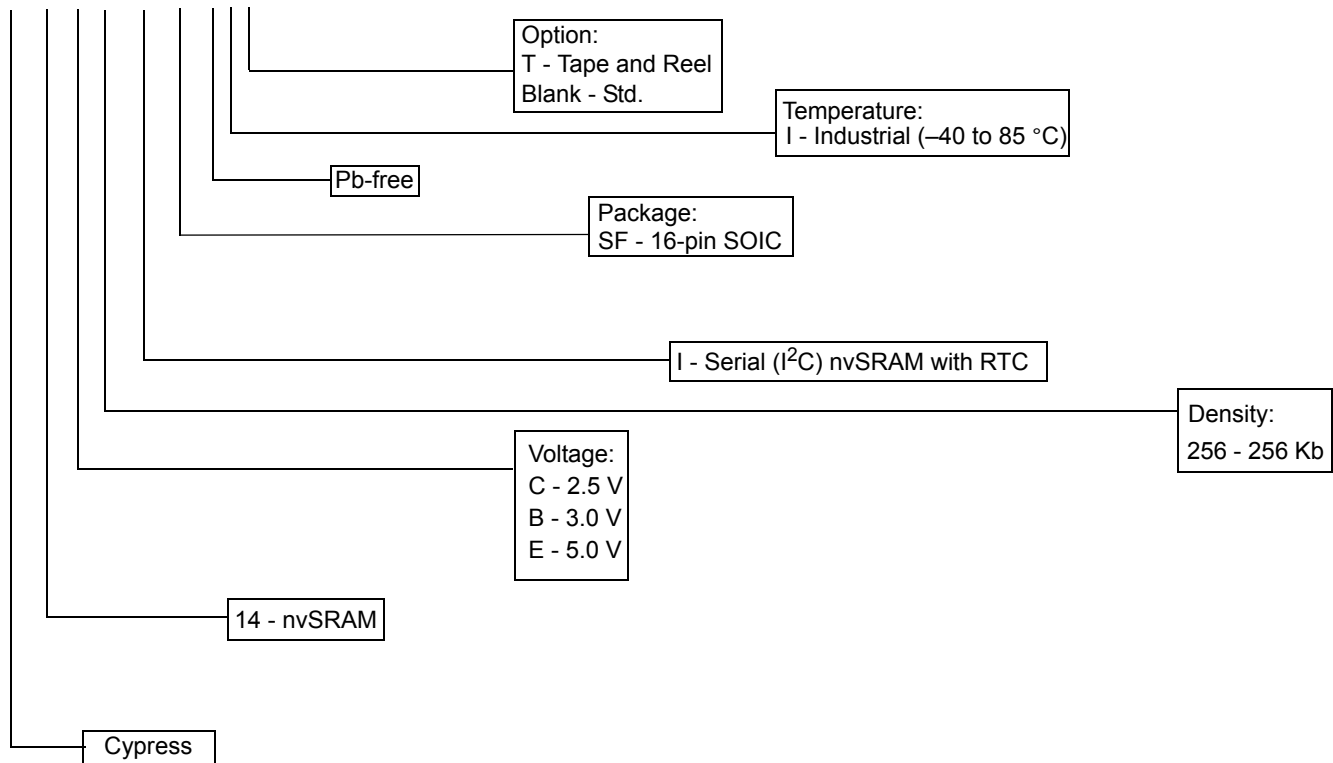 Option:
T - Tape and Reel
Blank - Std.
Temperature:
I - Industrial (–40 to 85 °C)
Pb-free
Package:
SF - 16-pin SOIC
I - Serial (I²C) nvSRAM with RTC
Density:
256 - 256 Kb
Voltage:
C - 2.5 V
B - 3.0 V
E - 5.0 V
14 - nvSRAM
Cypress